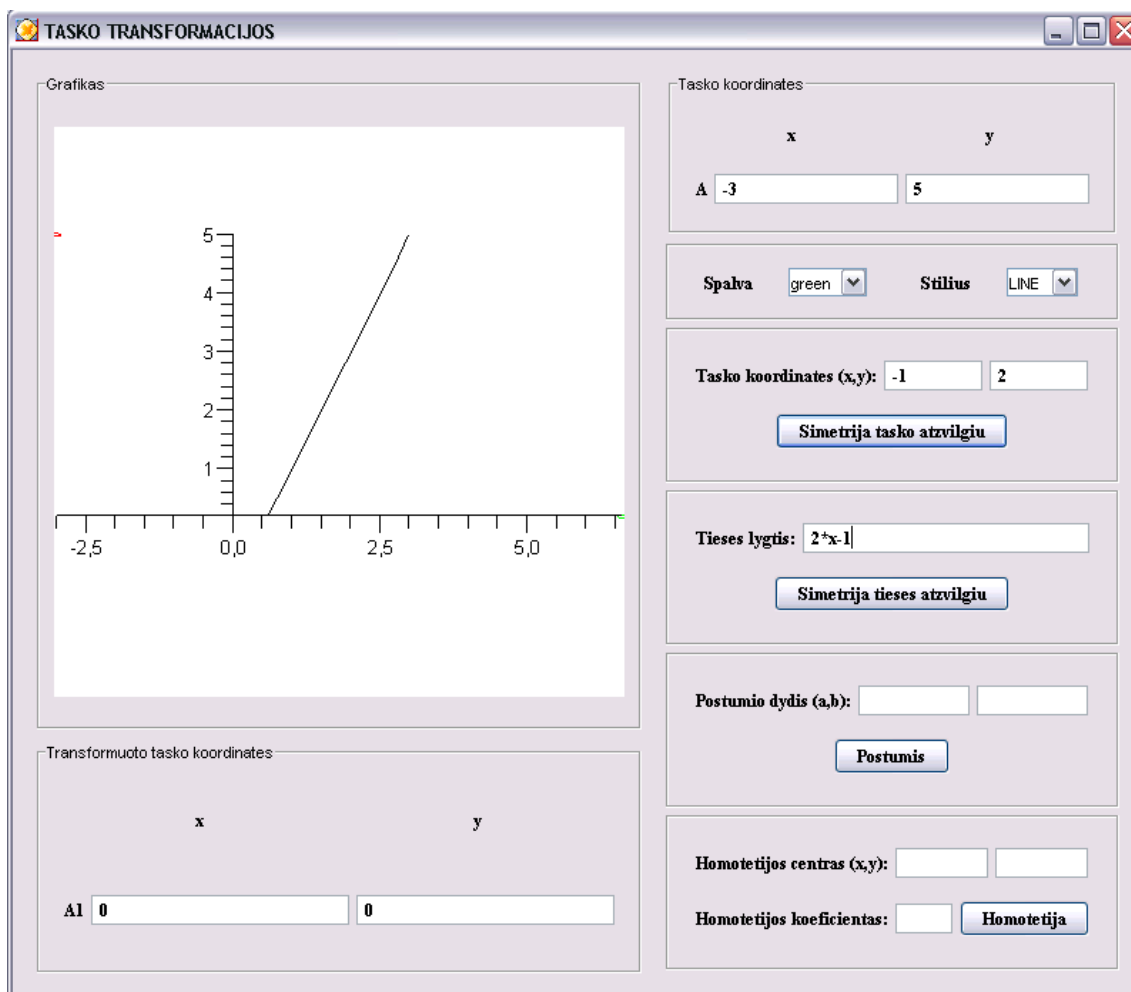 TASKO TRANSFORMACIJOS
Grafikas
5
4
3
2
1
-2,5 0,0 2,5 5,0
Transformuoto tasko koordinates
x y
A1 0 0
Tasko koordinates
x y
A -3 5
Spalva green Stilius LINE
Tasko koordinates (x,y): -1 2
Simetrija tasko atzvilgiu
Tieses lygtis: 2*x-1
Simetrija tieses atzvilgiu
Postumio dydis (a,b):
Postumis
Homotetijos centras (x,y):
Homotetijos koeficientas: Homotetija